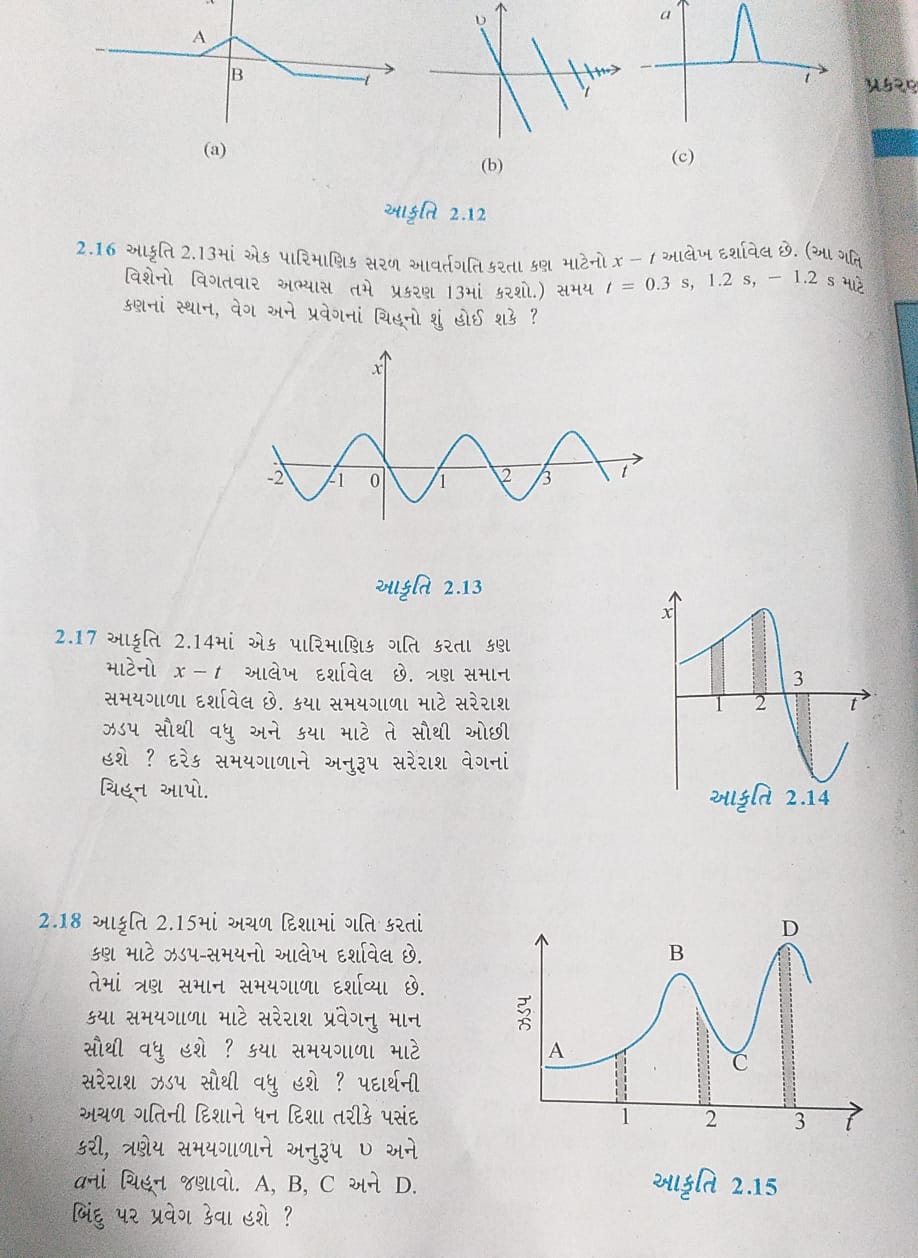 A
B
t
(a)
υ
t
(b)
a
t
(c)
પ્રકરણ
આકૃતિ 2.12
2.16 આકૃતિ 2.13માં એક પારિમાણિક સરળ આવર્તગતિ કરતા કણ માટેનો x – t આલેખ દર્શાવેલ છે. (આ ગતિ
વિશેનો વિગતવાર અભ્યાસ તમે પ્રકરણ 13માં કરશો.) સમય t = 0.3 s, 1.2 s, – 1.2 s માટે
કણનાં સ્થાન, વેગ અને પ્રવેગનાં ચિહ્નો શું હોઈ શકે ?
x
-2 -1 0 1 2 3 t
આકૃતિ 2.13
2.17 આકૃતિ 2.14માં એક પારિમાણિક ગતિ કરતા કણ
માટેનો x – t આલેખ દર્શાવેલ છે. ત્રણ સમાન
સમયગાળા દર્શાવેલ છે. કયા સમયગાળા માટે સરેરાશ
ઝડપ સૌથી વધુ અને કયા માટે તે સૌથી ઓછી
હશે ? દરેક સમયગાળાને અનુરૂપ સરેરાશ વેગનાં
ચિહ્ન આપો.
x
3
1 2 t
આકૃતિ 2.14
2.18 આકૃતિ 2.15માં અચળ દિશામાં ગતિ કરતાં
કણ માટે ઝડપ-સમયનો આલેખ દર્શાવેલ છે.
તેમાં ત્રણ સમાન સમયગાળા દર્શાવ્યા છે.
કયા સમયગાળા માટે સરેરાશ પ્રવેગનુ માન
સૌથી વધુ હશે ? કયા સમયગાળા માટે
સરેરાશ ઝડપ સૌથી વધુ હશે ? પદાર્થની
અચળ ગતિની દિશાને ધન દિશા તરીકે પસંદ
કરી, ત્રણેય સમયગાળાને અનુરૂપ υ અને
aનાં ચિહ્ન જણાવો. A, B, C અને D.
બિંદુ પર પ્રવેગ કેવા હશે ?
D
B
ઝડપ
A
C
1 2 3 t
આકૃતિ 2.15